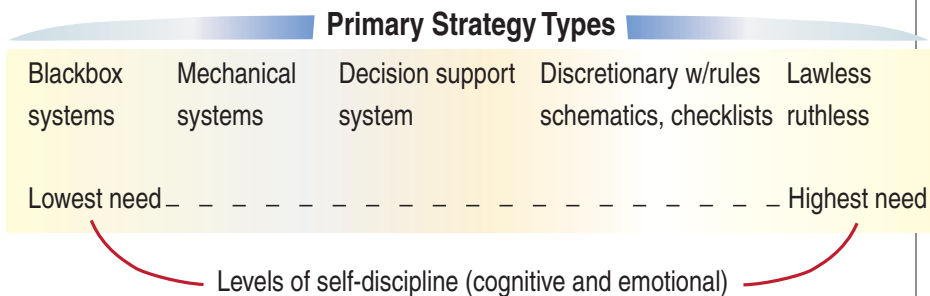 Primary Strategy Types
Blackbox systems
Mechanical systems
Decision support system
Discretionary w/rules schematics, checklists
Lawless ruthless
Lowest need _ _ _ _ _ _ _ _ _ _ _ _ _ _ _ _ _ _ _ Highest need
Levels of self-discipline (cognitive and emotional)